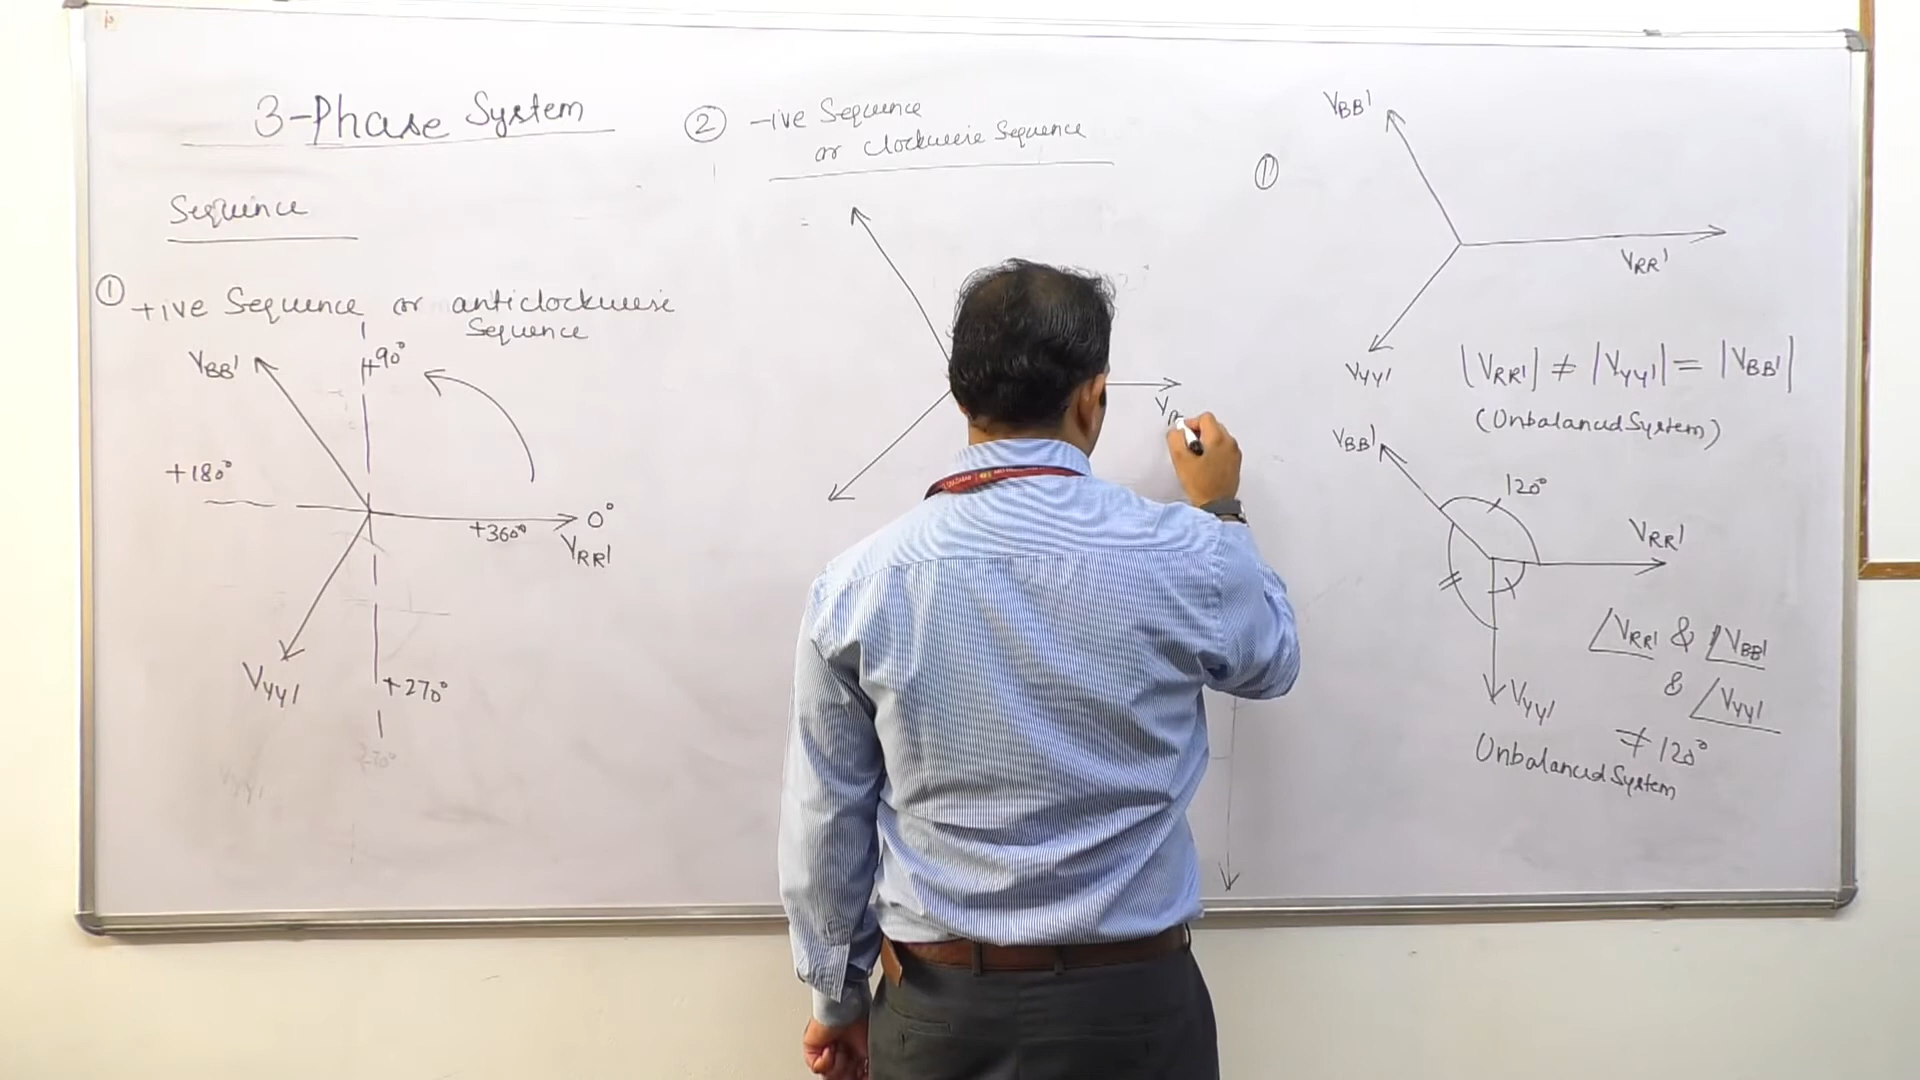 3-Phase System
Sequence
① +ive Sequence or anticlockwise
Sequence
VBB'
+90°
+180°
0°
+360°
VRR'
VYY'
+270°
270°
② -ive Sequence
or Clockwise Sequence
①
VBB'
VRR'
VYY'
|VRR'| ≠ |VYY'| = |VBB'|
(Unbalanced System)
VBB'
120°
VRR'
∠VRR' & ∠VBB'
& ∠VYY'
VYY'
≠ 120°
Unbalanced System